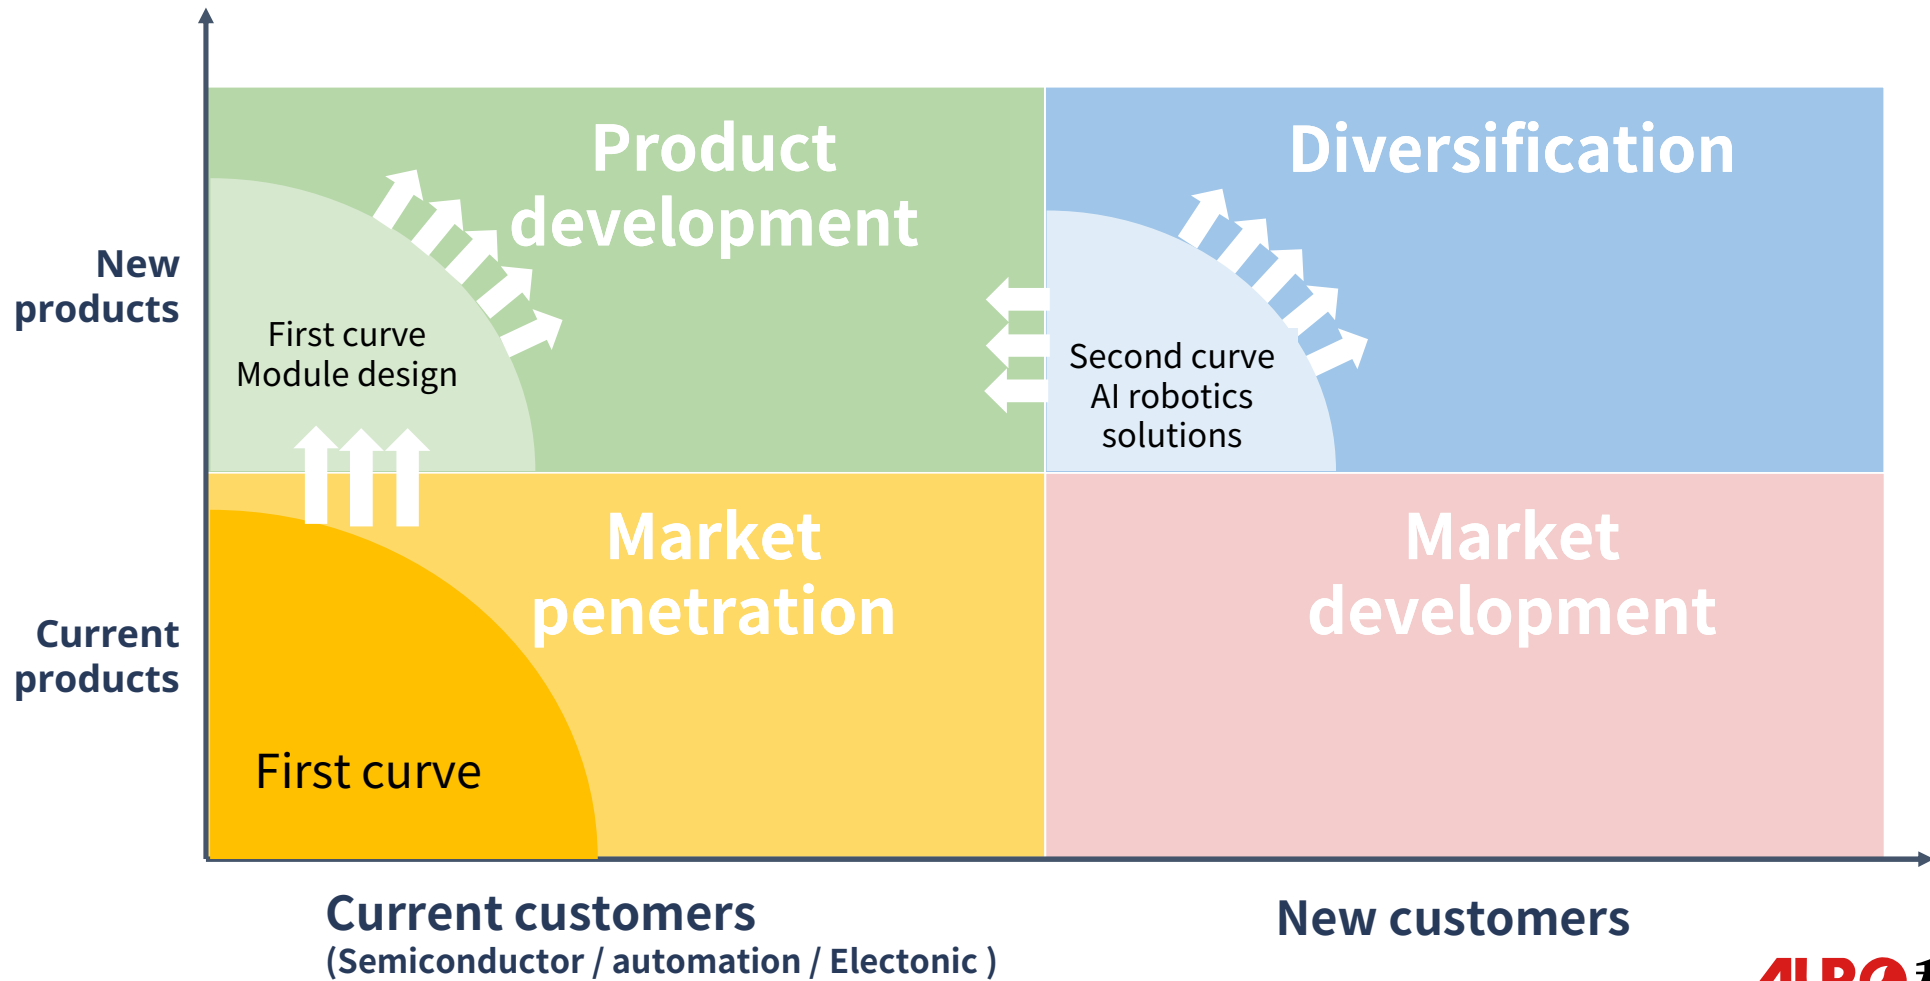 Product
development
Diversification
New
products
First curve
Module design
Second curve
AI robotics
solutions
Market
penetration
Market
development
Current
products
First curve
Current customers
(Semiconductor / automation / Electonic )
New customers